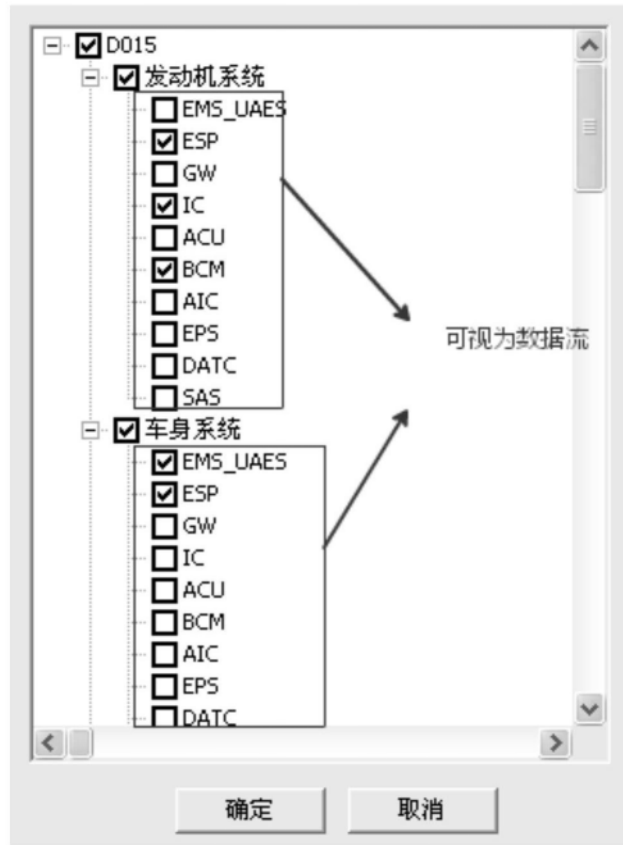 D015
发动机系统
EMS_UAES
ESP
GW
IC
ACU
BCM
AIC
EPS
DATC
SAS
可视为数据流
车身系统
EMS_UAES
ESP
GW
IC
ACU
BCM
AIC
EPS
DATC
确定
取消